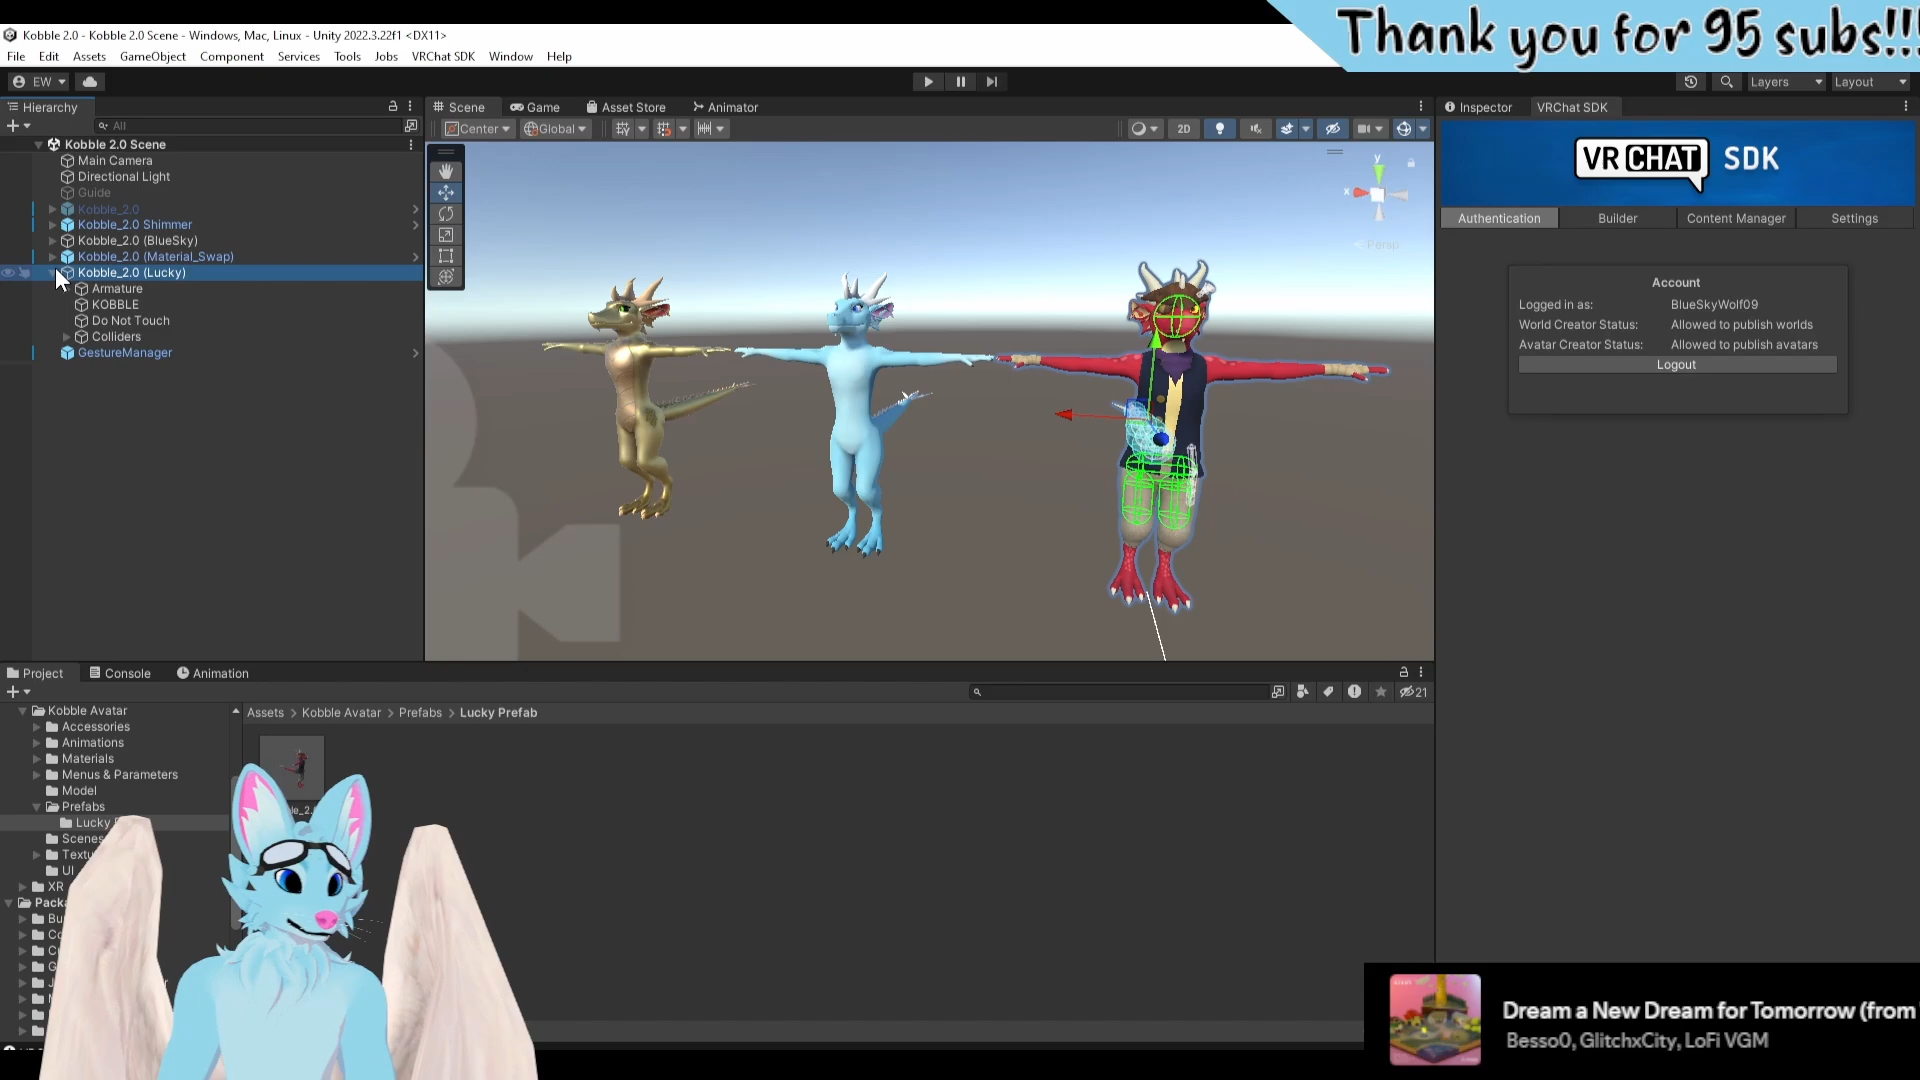 Thank you for 95 subs!!!
Kobble 2.0 - Kobble 2.0 Scene - Windows, Mac, Linux - Unity 2022.3.22f1 <DX11>
File Edit Assets GameObject Component Services Tools Jobs VRChat SDK Window Help
EW Layers Layout
Hierarchy
All
Kobble 2.0 Scene
Main Camera
Directional Light
Guide
Kobble_2.0
Kobble_2.0 Shimmer
Kobble_2.0 (BlueSky)
Kobble_2.0 (Material_Swap)
Kobble_2.0 (Lucky)
Armature
KOBBLE
Do Not Touch
Colliders
GestureManager
Scene Game Asset Store Animator
Center Global 2D
y
x
Persp
Inspector VRChat SDK
VRCHAT SDK
Authentication Builder Content Manager Settings
Account
Logged in as: BlueSkyWolf09
World Creator Status: Allowed to publish worlds
Avatar Creator Status: Allowed to publish avatars
Logout
Project Console Animation
21
Kobble Avatar
Accessories
Animations
Materials
Menus & Parameters
Model
Prefabs
Lucky
Scenes
Textu
UI
XR
Packa
Bu
Assets > Kobble Avatar > Prefabs > Lucky Prefab
Dream a New Dream for Tomorrow (from
BessoO, GlitchxCity, LoFi VGM